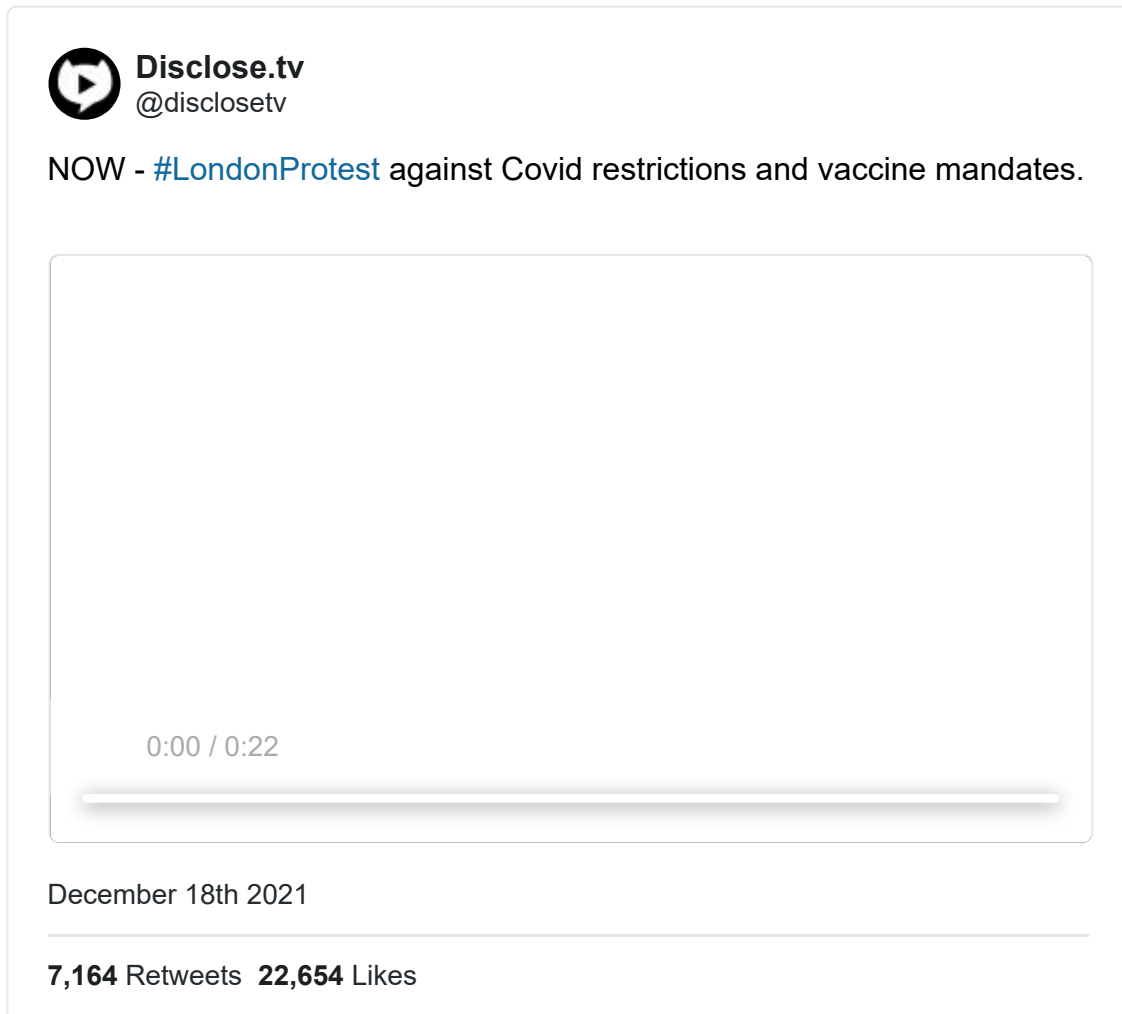 Disclose.tv
@disclosetv
NOW - #LondonProtest against Covid restrictions and vaccine mandates.
0:00 / 0:22
December 18th 2021
7,164 Retweets 22,654 Likes